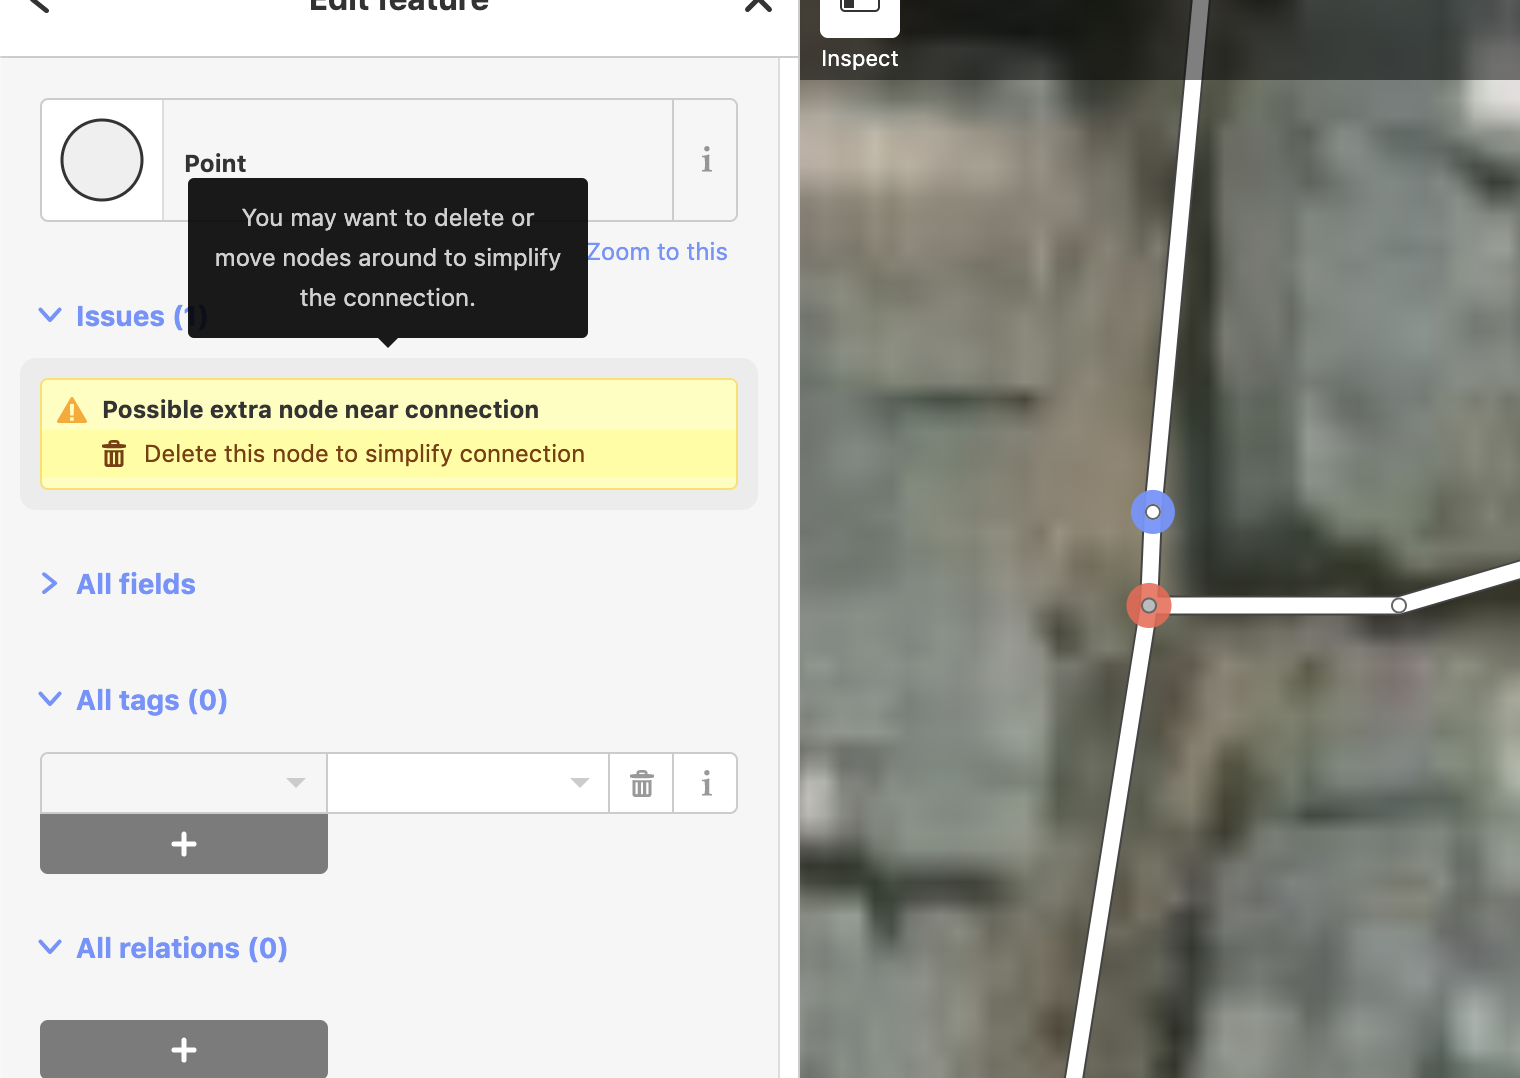 Edit feature
Inspect
Point
i
You may want to delete or
move nodes around to simplify
the connection.
Zoom to this
Issues (1)
Possible extra node near connection
Delete this node to simplify connection
All fields
All tags (0)
i
+
All relations (0)
+